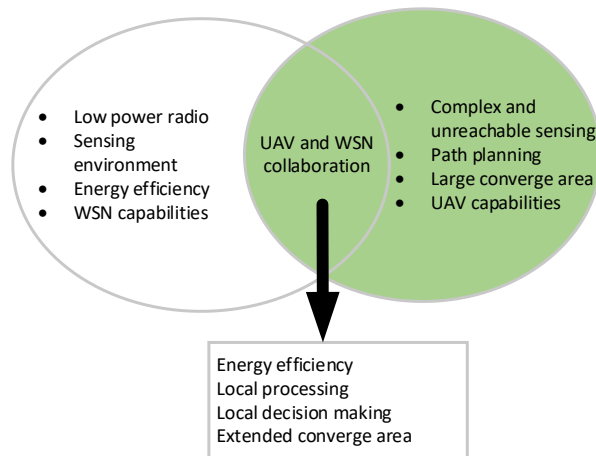 • Low power radio
• Sensing
environment
• Energy efficiency
• WSN capabilities
UAV and WSN
collaboration
• Complex and
unreachable sensing
• Path planning
• Large converge area
• UAV capabilities
Energy efficiency
Local processing
Local decision making
Extended converge area